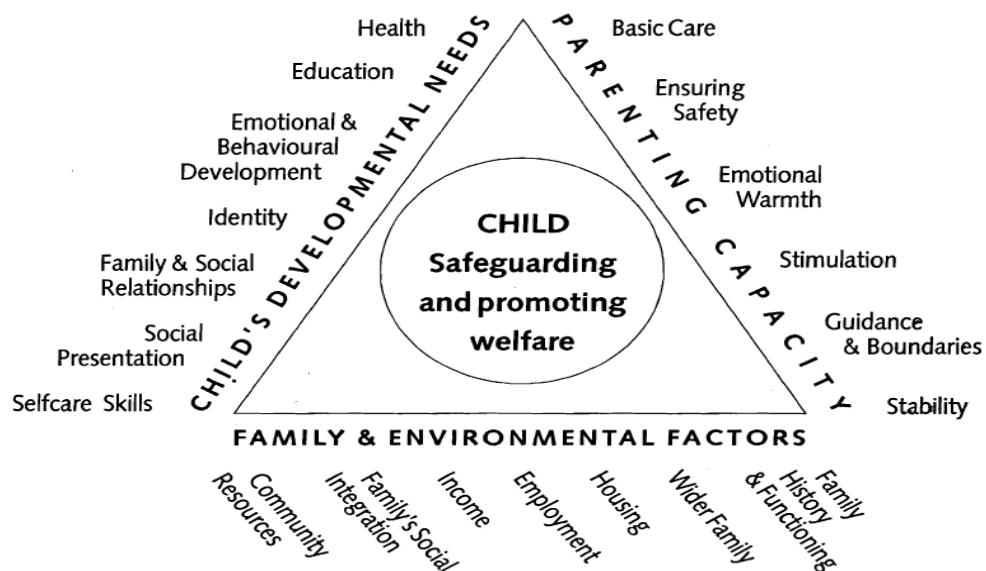 Health
Education
Emotional &
Behavioural
Development
Identity
Family & Social
Relationships
Social
Presentation
Selfcare Skills
CHILD'S DEVELOPMENTAL NEEDS
CHILD
Safeguarding
and promoting
welfare
PARENTING CAPACITY
Basic Care
Ensuring
Safety
Emotional
Warmth
Stimulation
Guidance
& Boundaries
Stability
FAMILY & ENVIRONMENTAL FACTORS
Community
Resources
Family's Social
Integration
Income
Employment
Housing
Wider Family
Family
History
& Functioning